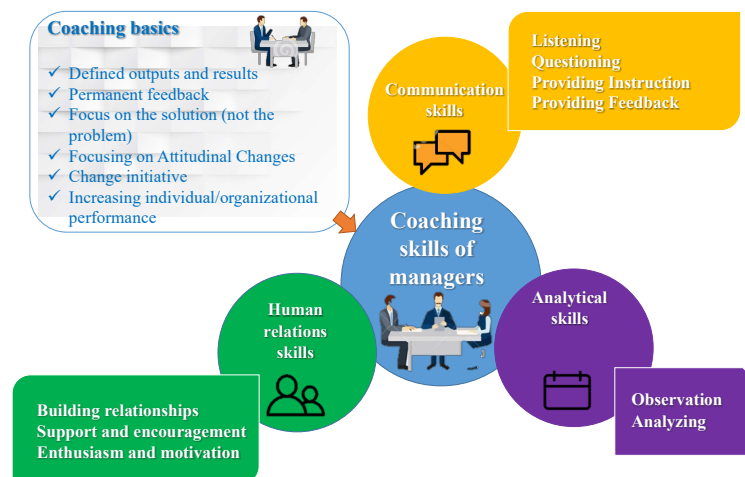 Coaching basics
✓ Defined outputs and results
✓ Permanent feedback
✓ Focus on the solution (not the
problem)
✓ Focusing on Attitudinal Changes
✓ Change initiative
✓ Increasing individual/organizational
performance
Communication
skills
Listening
Questioning
Providing Instruction
Providing Feedback
Coaching
skills of
managers
Human
relations
skills
Building relationships
Support and encouragement
Enthusiasm and motivation
Analytical
skills
Observation
Analyzing